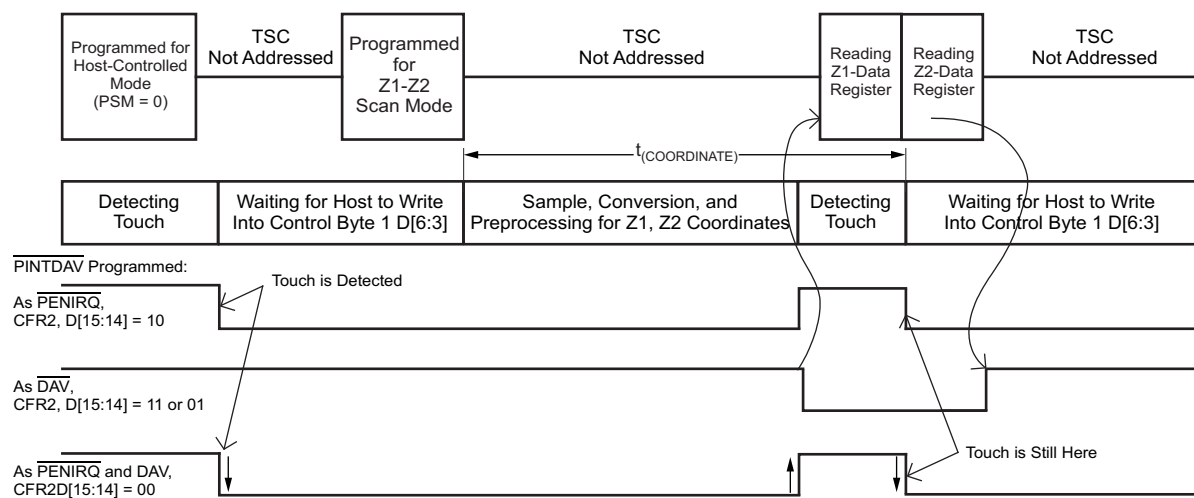 Programmed for
Host-Controlled
Mode
(PSM = 0)
TSC
Not Addressed
Programmed
for
Z1-Z2
Scan Mode
TSC
Not Addressed
Reading
Z1-Data
Register
Reading
Z2-Data
Register
TSC
Not Addressed
t(COORDINATE)
Detecting
Touch
Waiting for Host to Write
Into Control Byte 1 D[6:3]
Sample, Conversion, and
Preprocessing for Z1, Z2 Coordinates
Detecting
Touch
Waiting for Host to Write
Into Control Byte 1 D[6:3]
PINTDAV Programmed:
Touch is Detected
As PENIRQ,
CFR2, D[15:14] = 10
As DAV,
CFR2, D[15:14] = 11 or 01
Touch is Still Here
As PENIRQ and DAV,
CFR2D[15:14] = 00